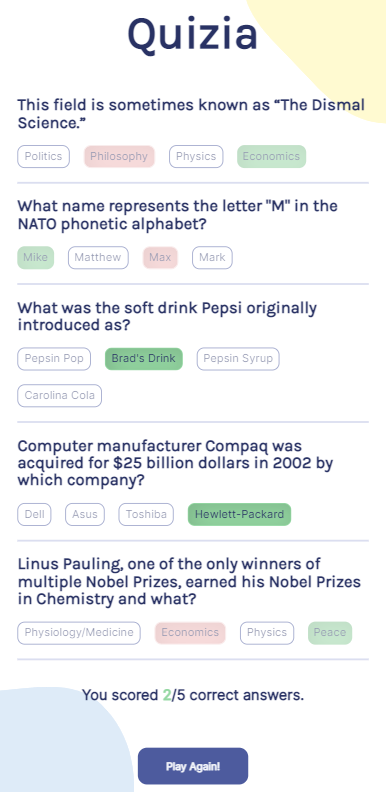 Quizia
This field is sometimes known as “The Dismal
Science.”
Politics Philosophy Physics Economics
What name represents the letter "M" in the
NATO phonetic alphabet?
Mike Matthew Max Mark
What was the soft drink Pepsi originally
introduced as?
Pepsin Pop Brad's Drink Pepsin Syrup
Carolina Cola
Computer manufacturer Compaq was
acquired for $25 billion dollars in 2002 by
which company?
Dell Asus Toshiba Hewlett-Packard
Linus Pauling, one of the only winners of
multiple Nobel Prizes, earned his Nobel Prizes
in Chemistry and what?
Physiology/Medicine Economics Physics Peace
You scored 2/5 correct answers.
Play Again!